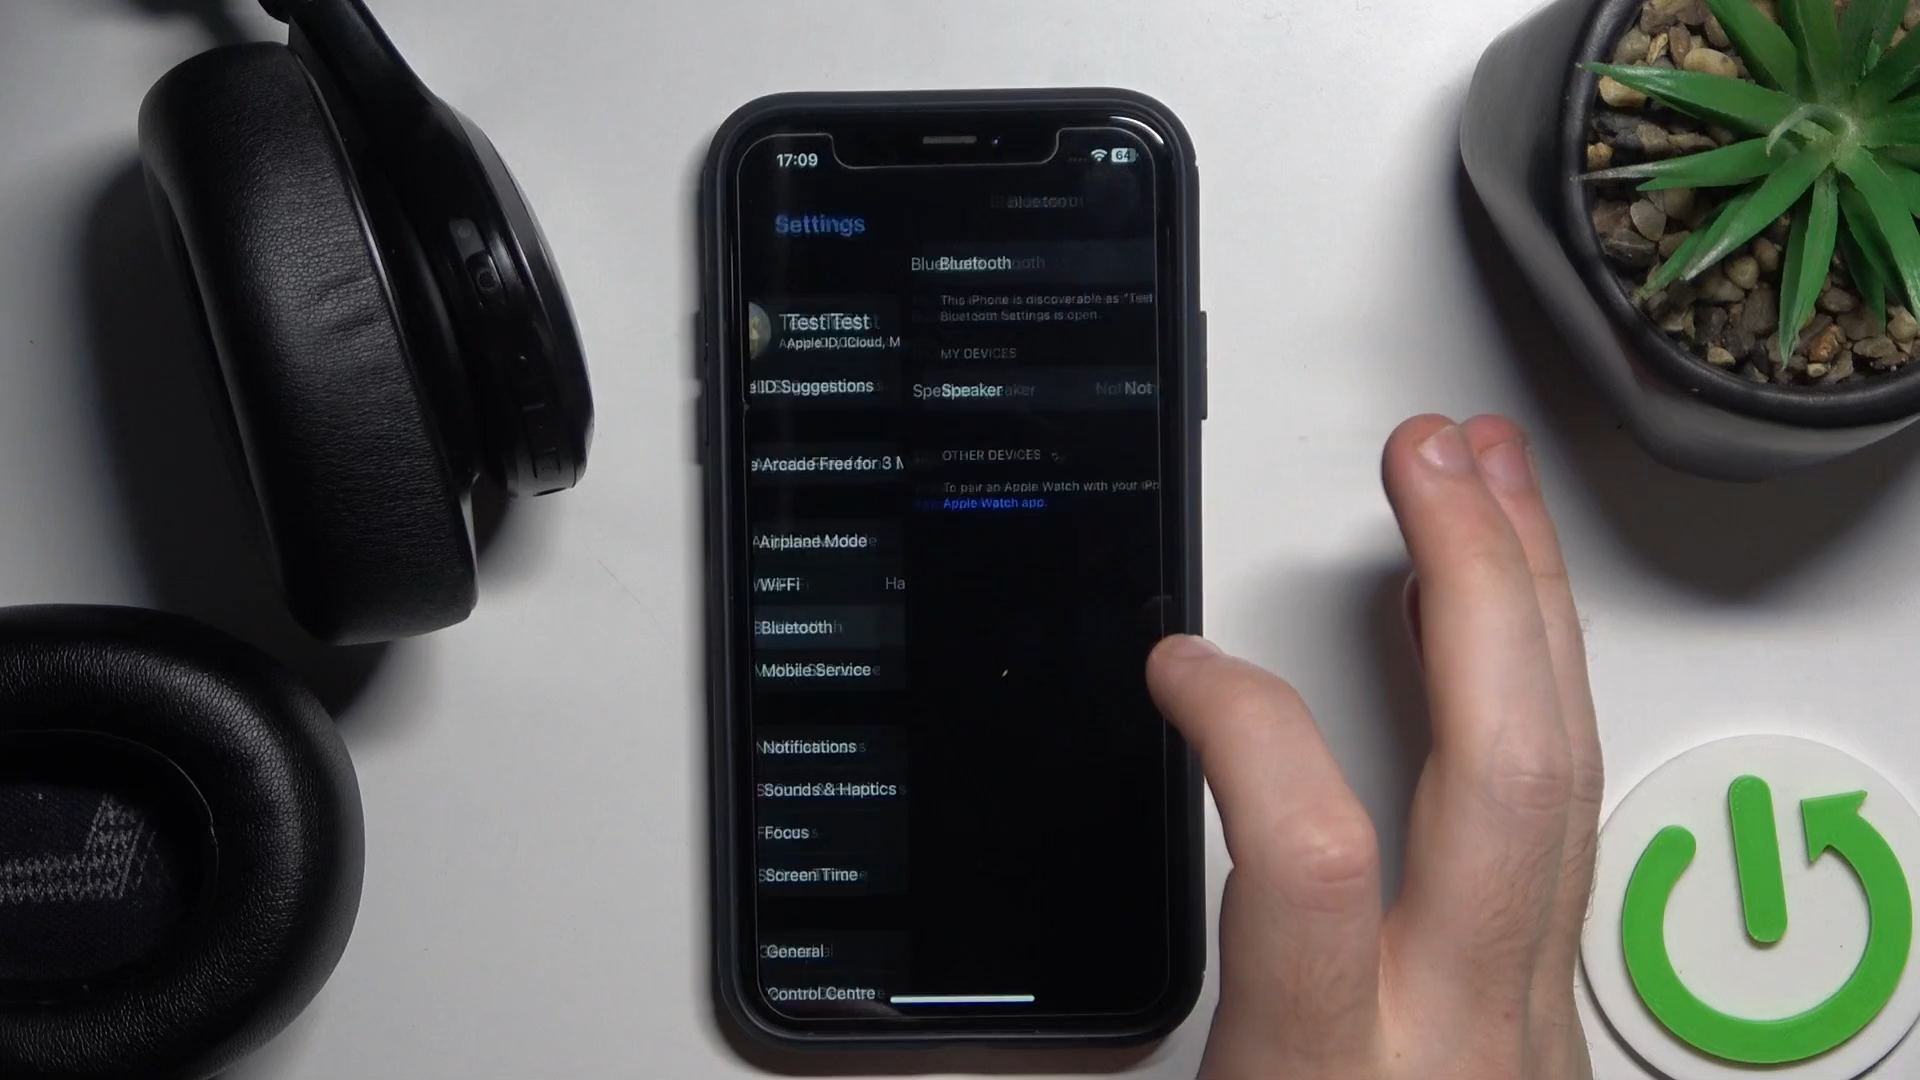 17:09
64
Bluetooth
Settings
Bluetooth
This iPhone is discoverable as "Test
Bluetooth Settings is open.
Test Test
Apple ID, iCloud, M
MY DEVICES
ID Suggestions
Speaker
Not
OTHER DEVICES
e Arcade Free for 3 M
To pair an Apple Watch with your iPh
Apple Watch app.
Airplane Mode
Wi-Fi
Ha
Bluetooth
Mobile Service
Notifications
Sounds & Haptics
Focus
Screen Time
General
Control Centre